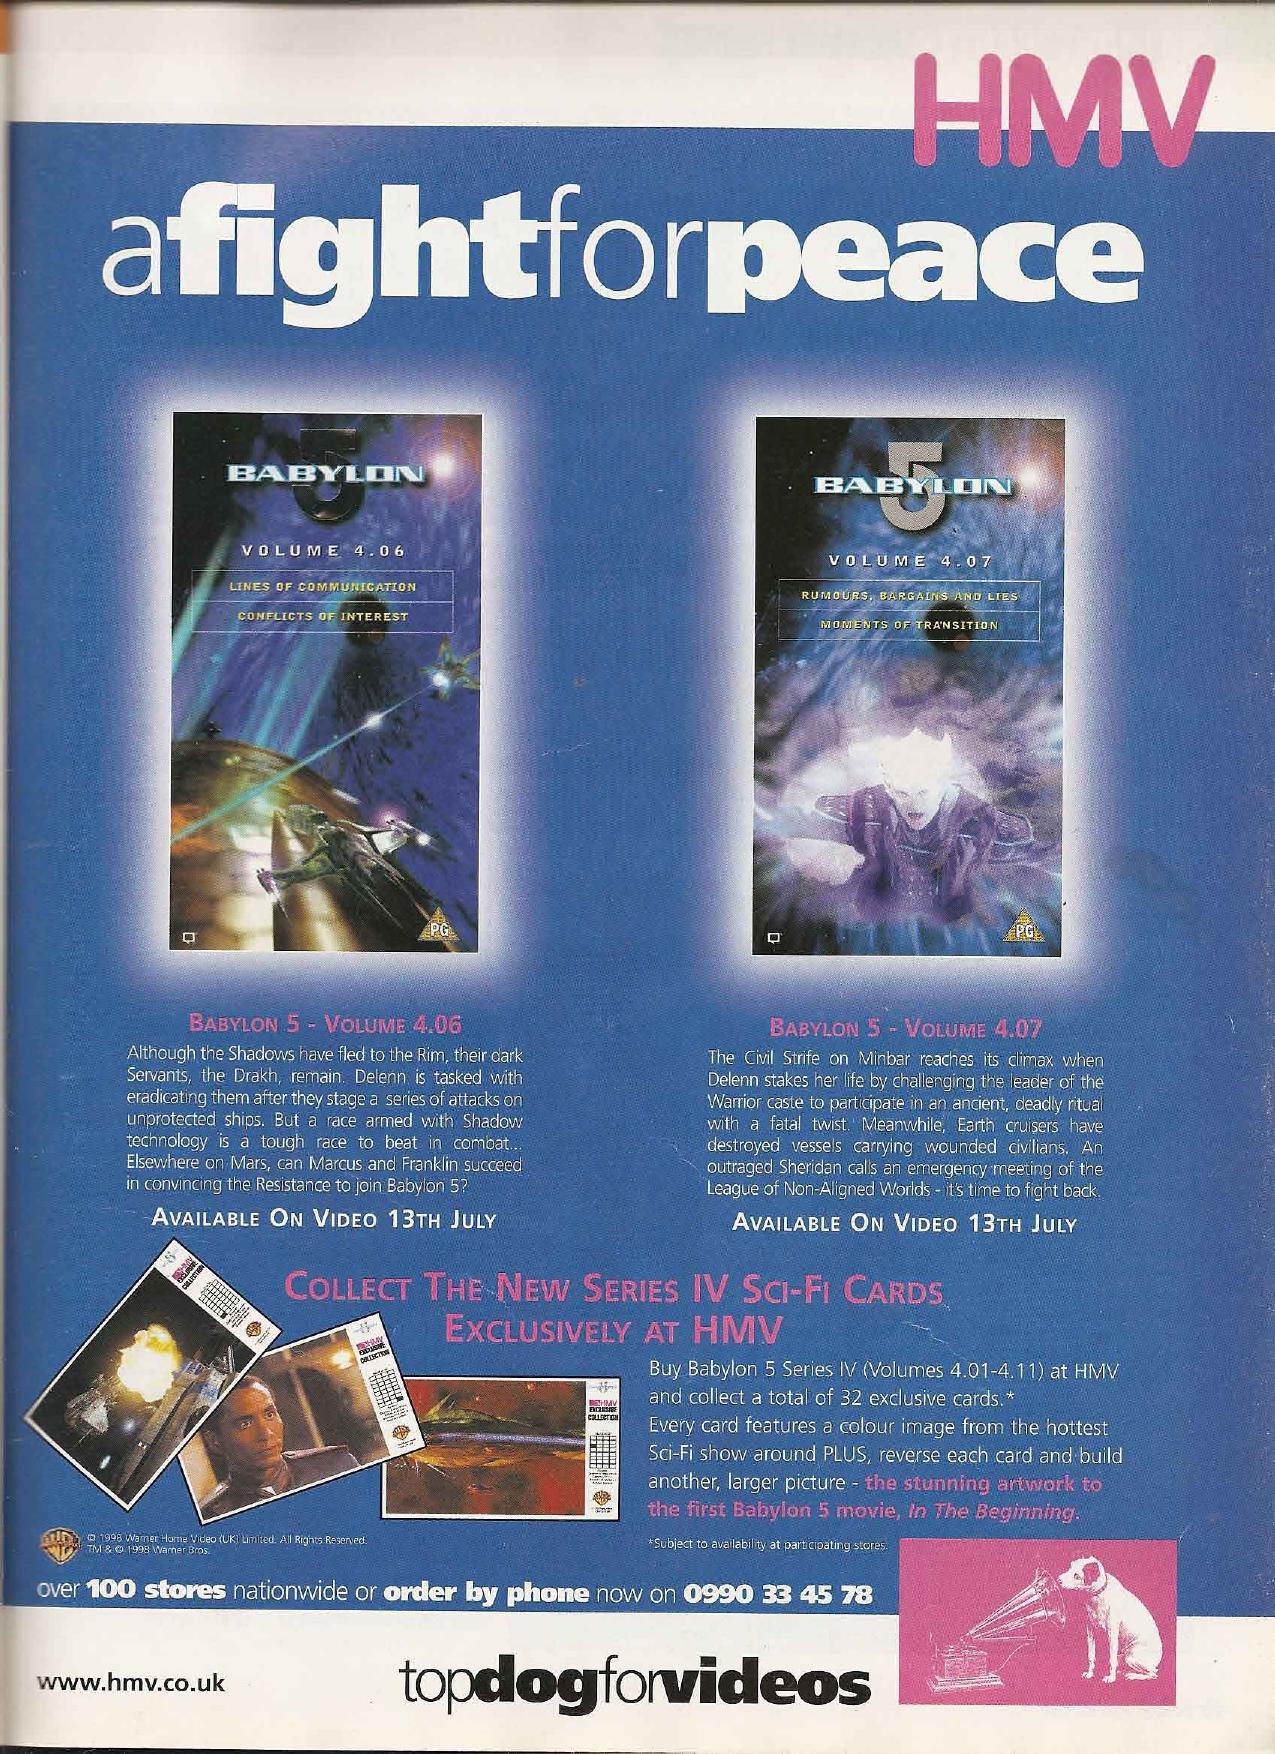 HMV
afightforpeace
BABYLON 5
VOLUME 4.06
LINES OF COMMUNICATION
CONFLICTS OF INTEREST
PG
BABYLON 5
VOLUME 4.07
RUMOURS, BARGAINS AND LIES
MOMENTS OF TRANSITION
PG
BABYLON 5 - VOLUME 4.06
Although the Shadows have fled to the Rim, their dark
Servants, the Drakh, remain. Delenn is tasked with
eradicating them after they stage a series of attacks on
unprotected ships. But a race armed with Shadow
technology is a tough race to beat in combat...
Elsewhere on Mars, can Marcus and Franklin succeed
in convincing the Resistance to join Babylon 5?
AVAILABLE ON VIDEO 13TH JULY
BABYLON 5 - VOLUME 4.07
The Civil Strife on Minbar reaches its climax when
Delenn stakes her life by challenging the leader of the
Warrior caste to participate in an ancient, deadly ritual
with a fatal twist. Meanwhile, Earth cruisers have
destroyed vessels carrying wounded civilians. An
outraged Sheridan calls an emergency meeting of the
League of Non-Aligned Worlds - it's time to fight back.
AVAILABLE ON VIDEO 13TH JULY
COLLECT THE NEW SERIES IV SCI-FI CARDS
EXCLUSIVELY AT HMV
HMV
EXCLUSIVE
COLLECTION
HMV
EXCLUSIVE
COLLECTION
HMV
EXCLUSIVE
COLLECTION
Buy Babylon 5 Series IV (Volumes 4.01-4.11) at HMV
and collect a total of 32 exclusive cards.*
Every card features a colour image from the hottest
Sci-Fi show around PLUS, reverse each card and build
another, larger picture - the stunning artwork to
the first Babylon 5 movie, In The Beginning.
© 1998 Warner Home Video (UK) Limited. All Rights Reserved.
TM & © 1998 Warner Bros.
*Subject to availability at participating stores.
over 100 stores nationwide or order by phone now on 0990 33 45 78
www.hmv.co.uk
topdogforvideos